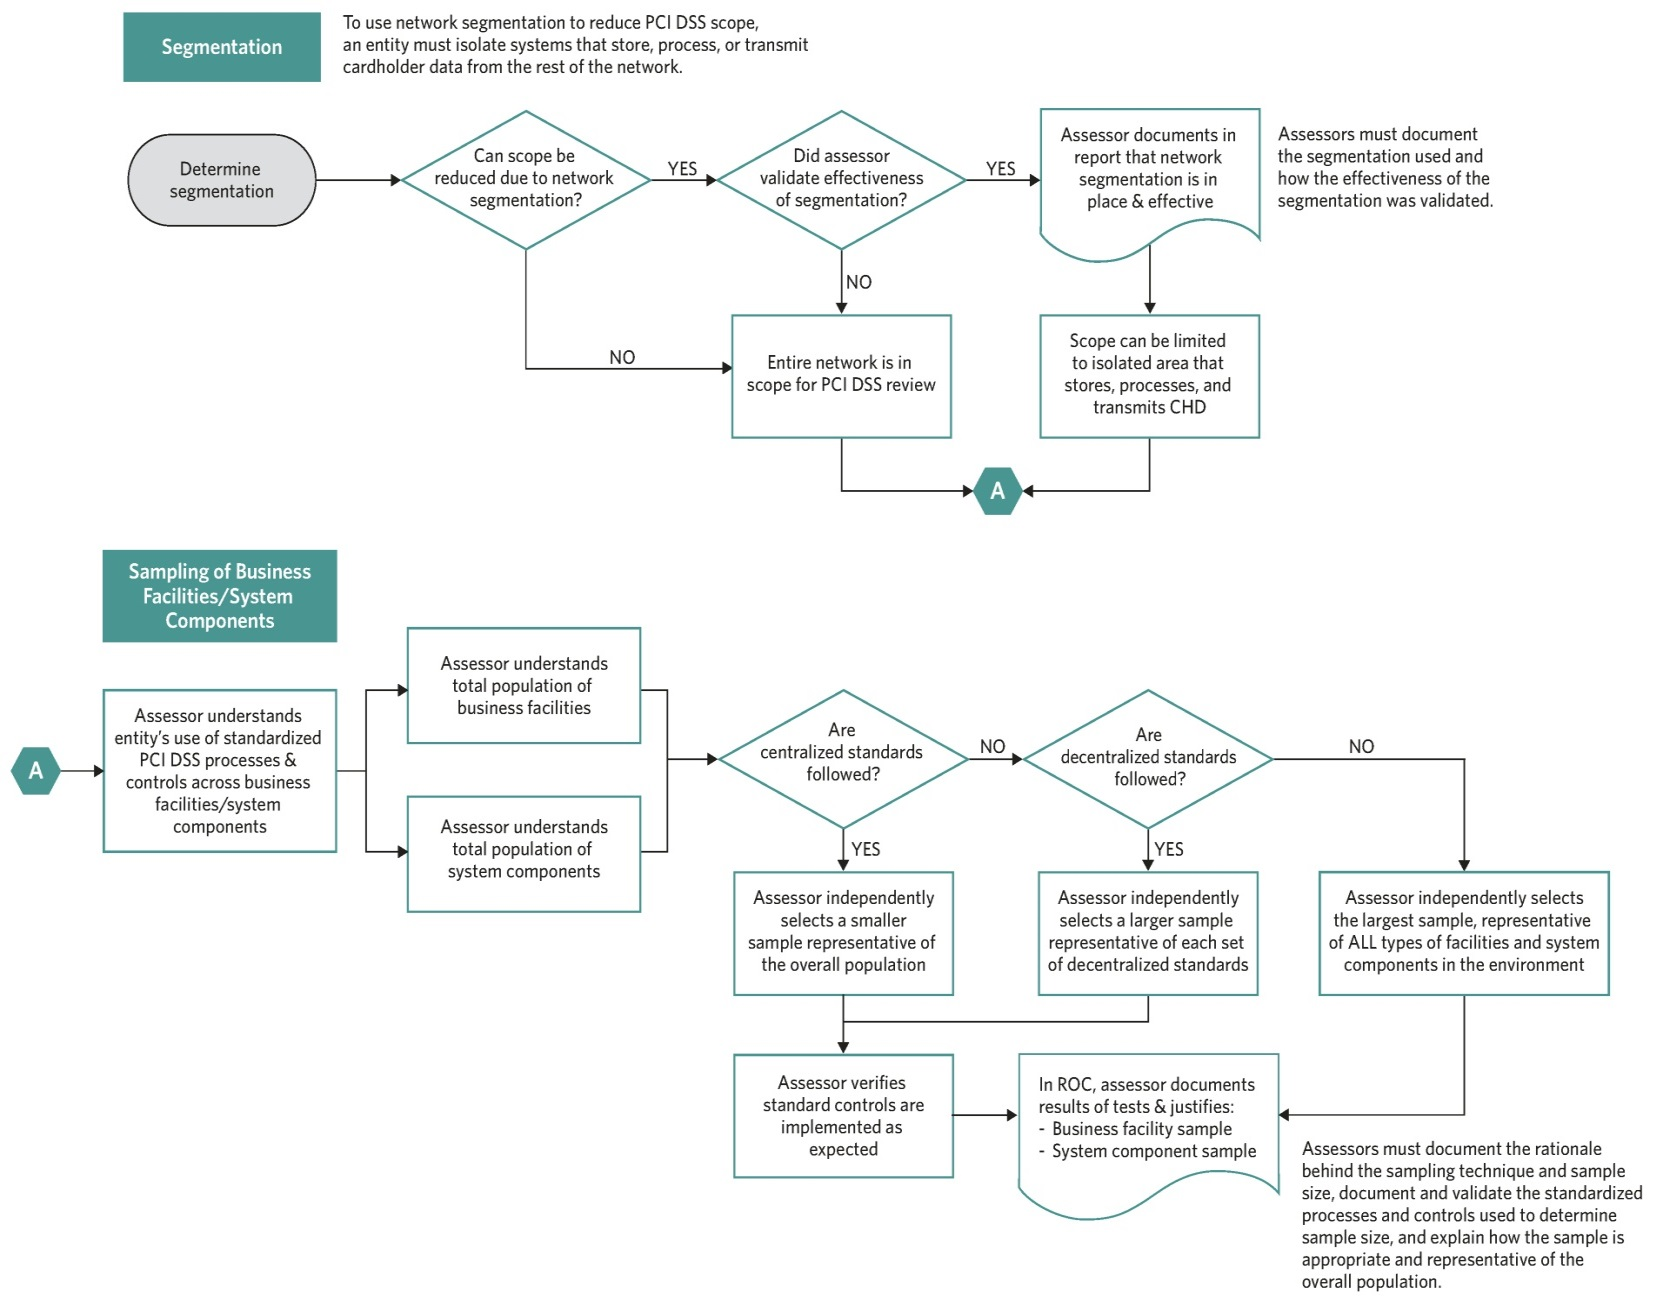 Segmentation
To use network segmentation to reduce PCI DSS scope,
an entity must isolate systems that store, process, or transmit
cardholder data from the rest of the network.
Determine
segmentation
Can scope be
reduced due to network
segmentation?
YES
Did assessor
validate effectiveness
of segmentation?
YES
Assessor documents in
report that network
segmentation is in
place & effective
Assessors must document
the segmentation used and
how the effectiveness of the
segmentation was validated.
NO
NO
Entire network is in
scope for PCI DSS review
Scope can be limited
to isolated area that
stores, processes, and
transmits CHD
A
Sampling of Business
Facilities/System
Components
A
Assessor understands
entity’s use of standardized
PCI DSS processes &
controls across business
facilities/system
components
Assessor understands
total population of
business facilities
Assessor understands
total population of
system components
Are
centralized standards
followed?
NO
Are
decentralized standards
followed?
NO
YES
YES
Assessor independently
selects a smaller
sample representative of
the overall population
Assessor independently
selects a larger sample
representative of each set
of decentralized standards
Assessor independently selects
the largest sample, representative
of ALL types of facilities and system
components in the environment
Assessor verifies
standard controls are
implemented as
expected
In ROC, assessor documents
results of tests & justifies:
- Business facility sample
- System component sample
Assessors must document the rationale
behind the sampling technique and sample
size, document and validate the standardized
processes and controls used to determine
sample size, and explain how the sample is
appropriate and representative of the
overall population.